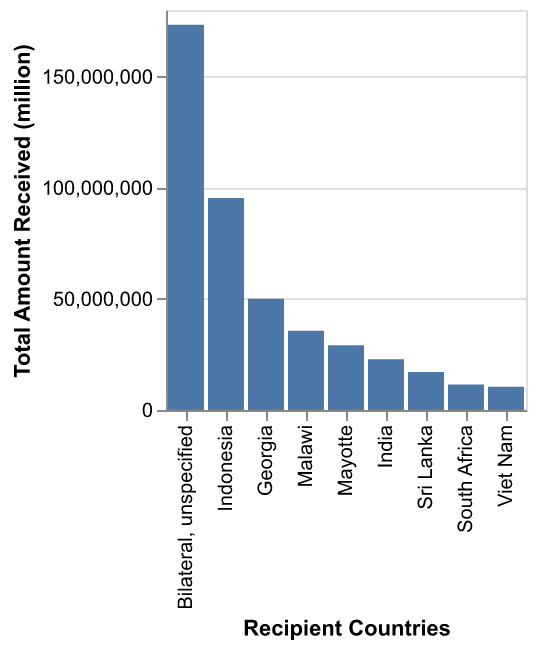 Total Amount Received (million)
150,000,000
100,000,000
50,000,000
0
Bilateral, unspecified
Indonesia
Georgia
Malawi
Mayotte
India
Sri Lanka
South Africa
Viet Nam
Recipient Countries